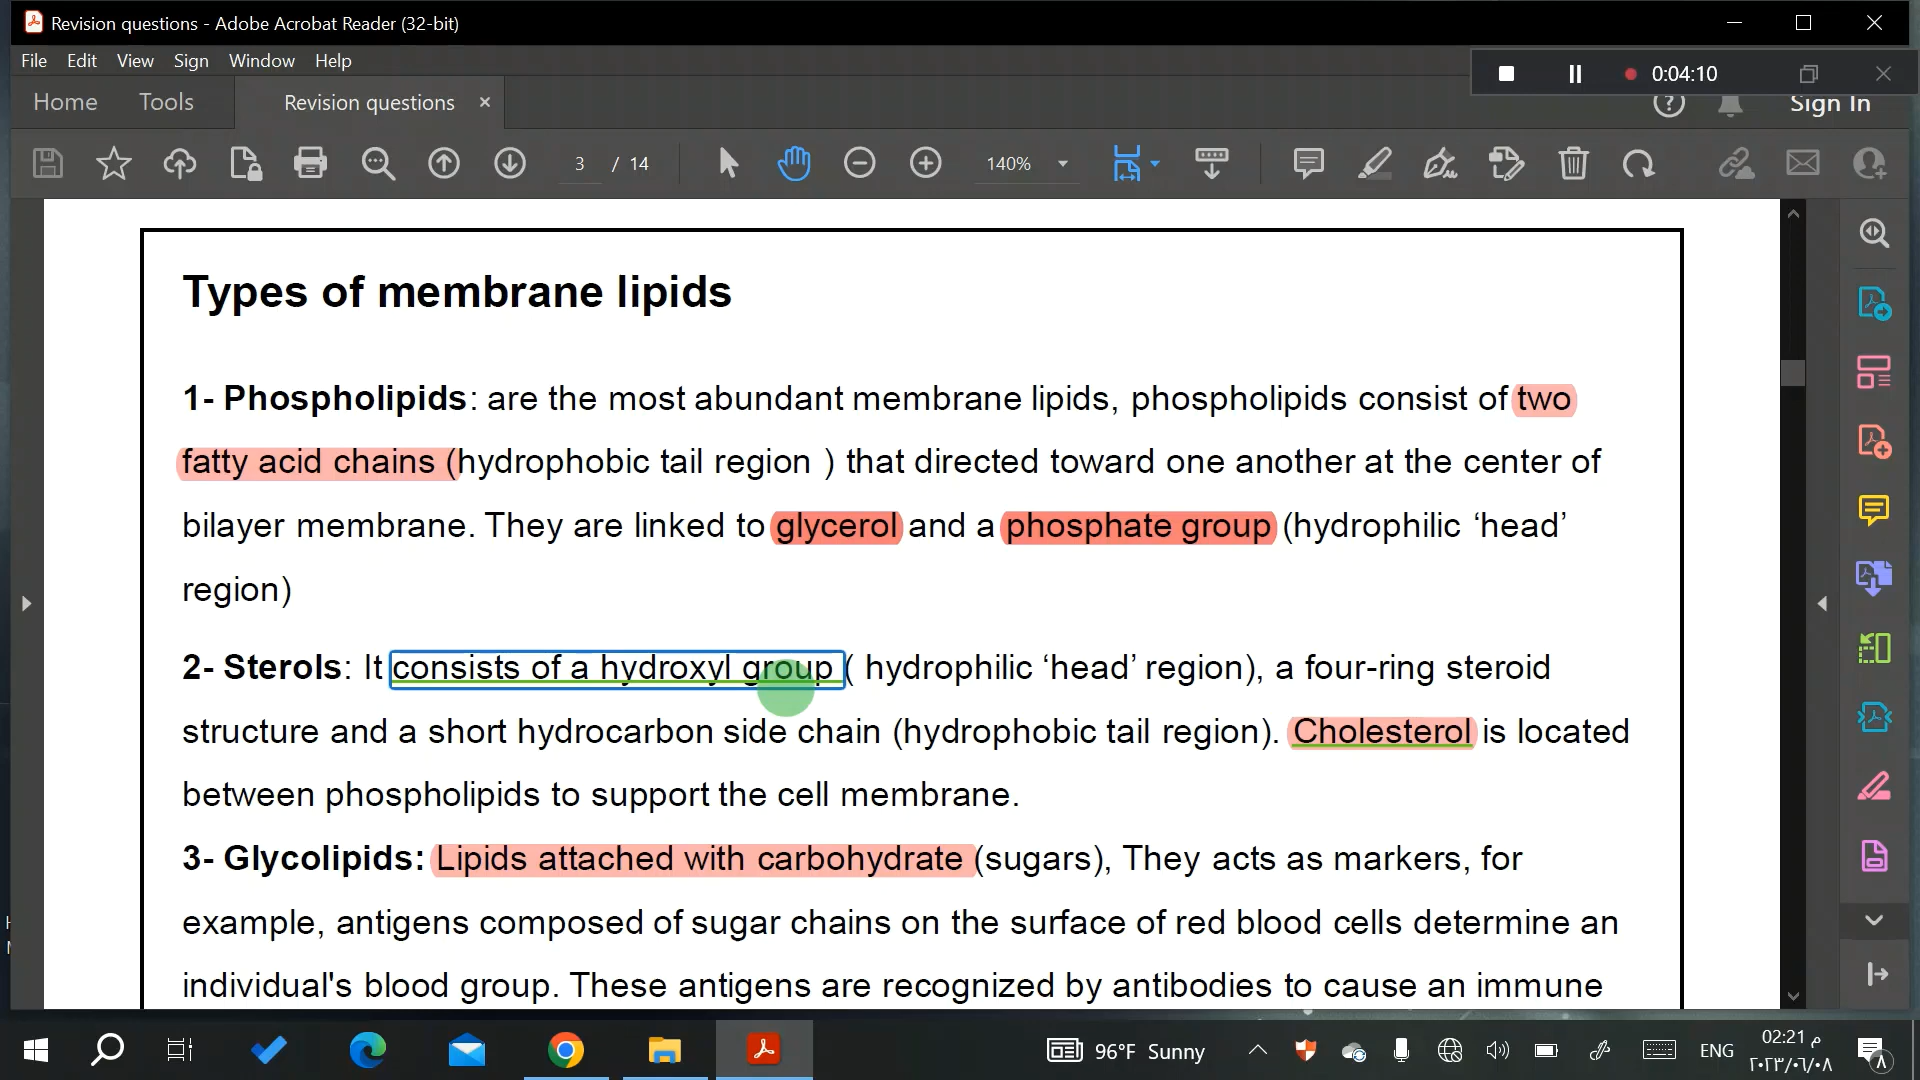 Revision questions - Adobe Acrobat Reader (32-bit)
File Edit View Sign Window Help
0:04:10
Home Tools Revision questions
Sign In
3 / 14 140%
Types of membrane lipids
1- Phospholipids: are the most abundant membrane lipids, phospholipids consist of two
fatty acid chains (hydrophobic tail region ) that directed toward one another at the center of
bilayer membrane. They are linked to glycerol and a phosphate group (hydrophilic ‘head’
region)
2- Sterols: It consists of a hydroxyl group ( hydrophilic ‘head’ region), a four-ring steroid
structure and a short hydrocarbon side chain (hydrophobic tail region). Cholesterol is located
between phospholipids to support the cell membrane.
3- Glycolipids: Lipids attached with carbohydrate (sugars), They acts as markers, for
example, antigens composed of sugar chains on the surface of red blood cells determine an
individual's blood group. These antigens are recognized by antibodies to cause an immune
96°F Sunny
ENG
02:21 م
٢٠٢٣/٠٦/٠٨
٨